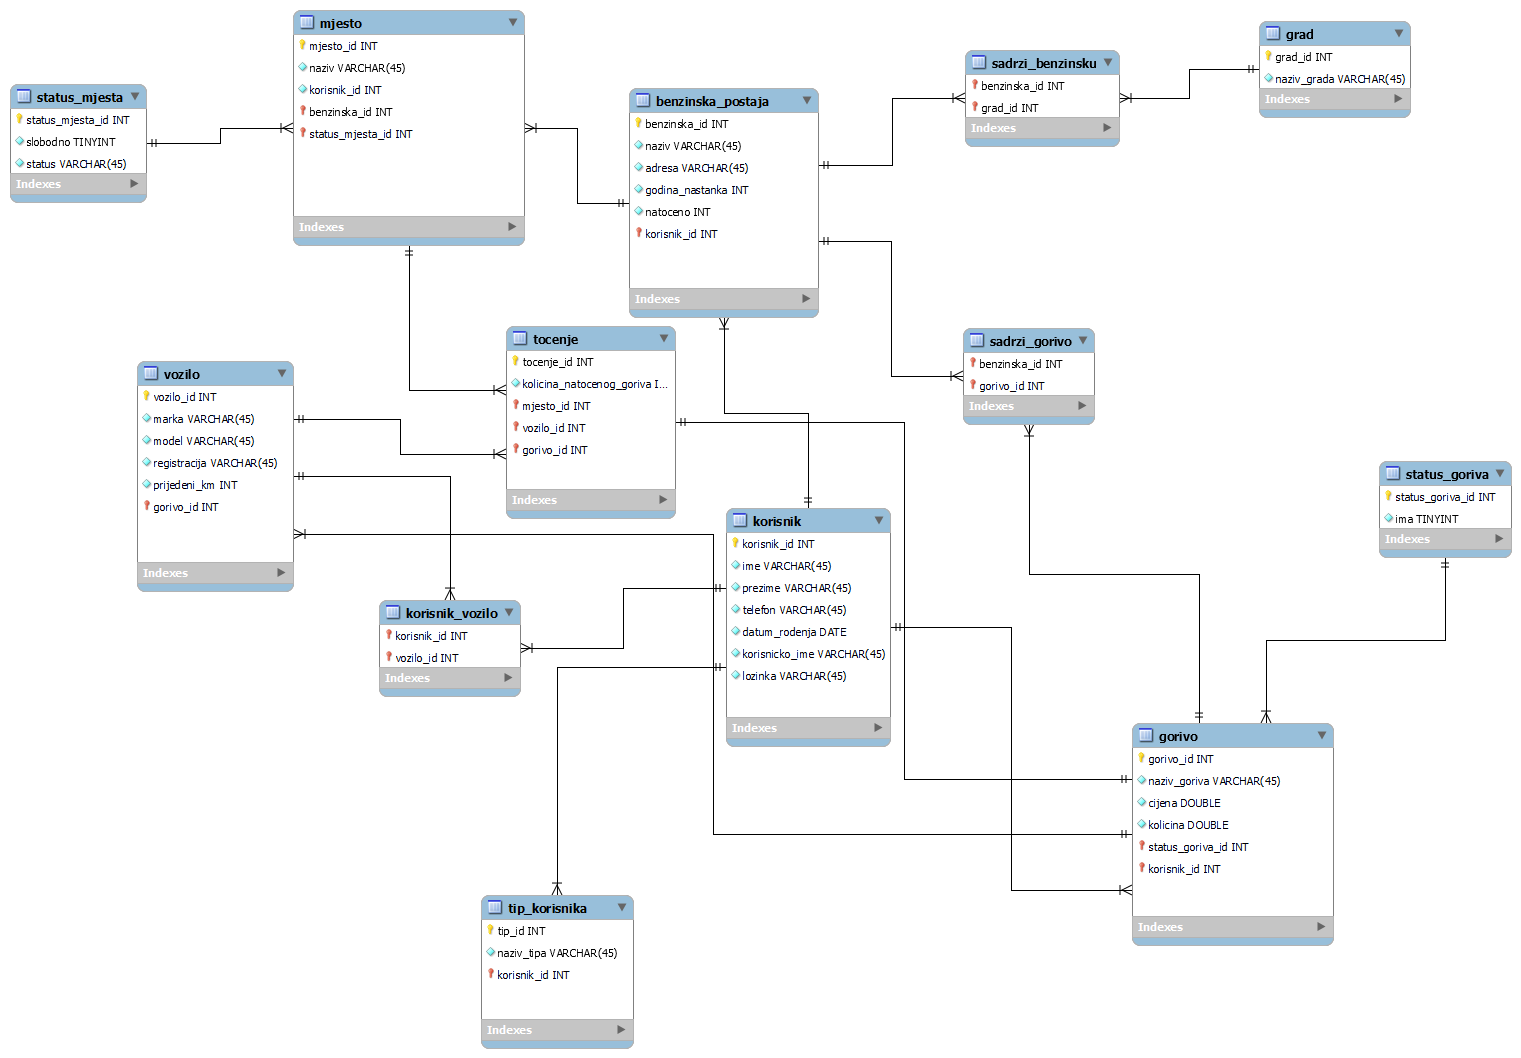 mjesto
mjesto_id INT
naziv VARCHAR(45)
korisnik_id INT
benzinska_id INT
status_mjesta_id INT
Indexes
status_mjesta
status_mjesta_id INT
slobodno TINYINT
status VARCHAR(45)
Indexes
benzinska_postaja
benzinska_id INT
naziv VARCHAR(45)
adresa VARCHAR(45)
godina_nastanka INT
natoceno INT
korisnik_id INT
Indexes
sadrzi_benzinsku
benzinska_id INT
grad_id INT
Indexes
grad
grad_id INT
naziv_grada VARCHAR(45)
Indexes
tocenje
tocenje_id INT
kolicina_natocenog_goriva I...
mjesto_id INT
vozilo_id INT
gorivo_id INT
Indexes
sadrzi_gorivo
benzinska_id INT
gorivo_id INT
Indexes
vozilo
vozilo_id INT
marka VARCHAR(45)
model VARCHAR(45)
registracija VARCHAR(45)
prijedeni_km INT
gorivo_id INT
Indexes
status_goriva
status_goriva_id INT
ima TINYINT
Indexes
korisnik
korisnik_id INT
ime VARCHAR(45)
prezime VARCHAR(45)
telefon VARCHAR(45)
datum_rodenja DATE
korisnicko_ime VARCHAR(45)
lozinka VARCHAR(45)
Indexes
korisnik_vozilo
korisnik_id INT
vozilo_id INT
Indexes
gorivo
gorivo_id INT
naziv_goriva VARCHAR(45)
cijena DOUBLE
kolicina DOUBLE
status_goriva_id INT
korisnik_id INT
Indexes
tip_korisnika
tip_id INT
naziv_tipa VARCHAR(45)
korisnik_id INT
Indexes